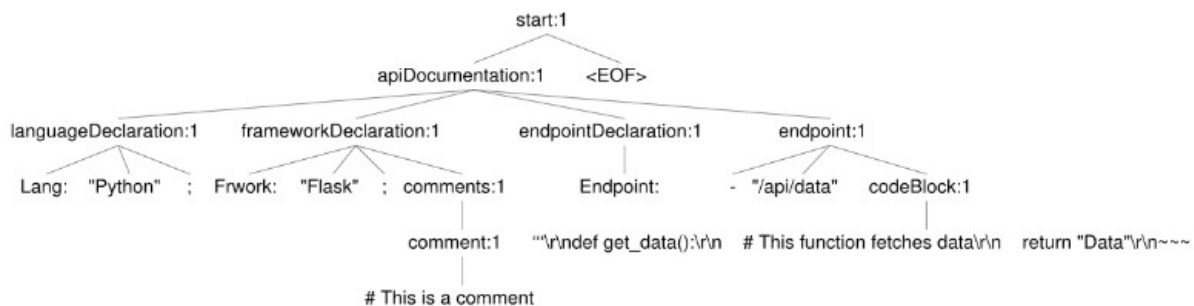 start:1
apiDocumentation:1 <EOF>
languageDeclaration:1 frameworkDeclaration:1 endpointDeclaration:1 endpoint:1
Lang: "Python" ; Frwork: "Flask" ; comments:1 Endpoint: - "/api/data" codeBlock:1
comment:1 '''\r\ndef get_data():\r\n # This function fetches data\r\n return "Data"\r\n~~~
# This is a comment